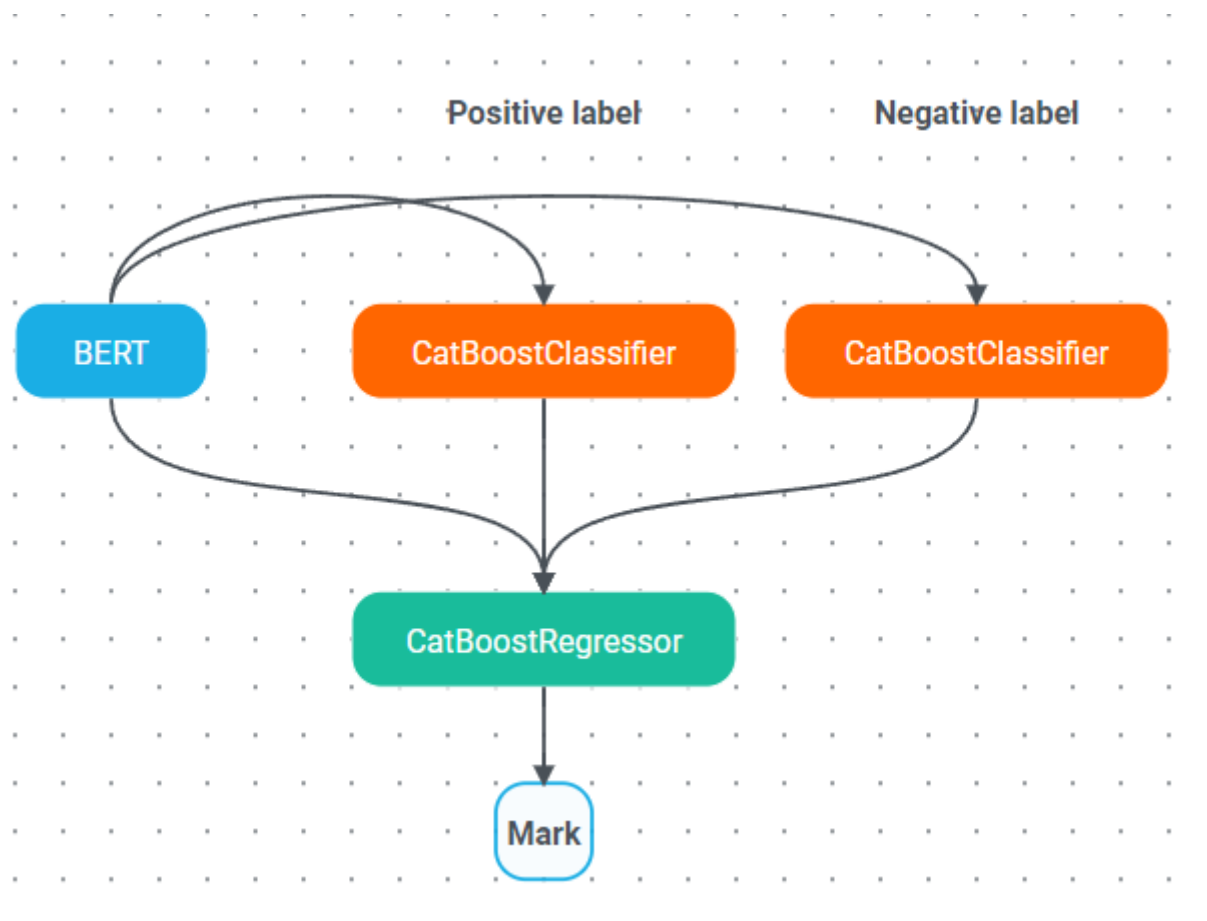 Positive label
Negative label
BERT
CatBoostClassifier
CatBoostClassifier
CatBoostRegressor
Mark